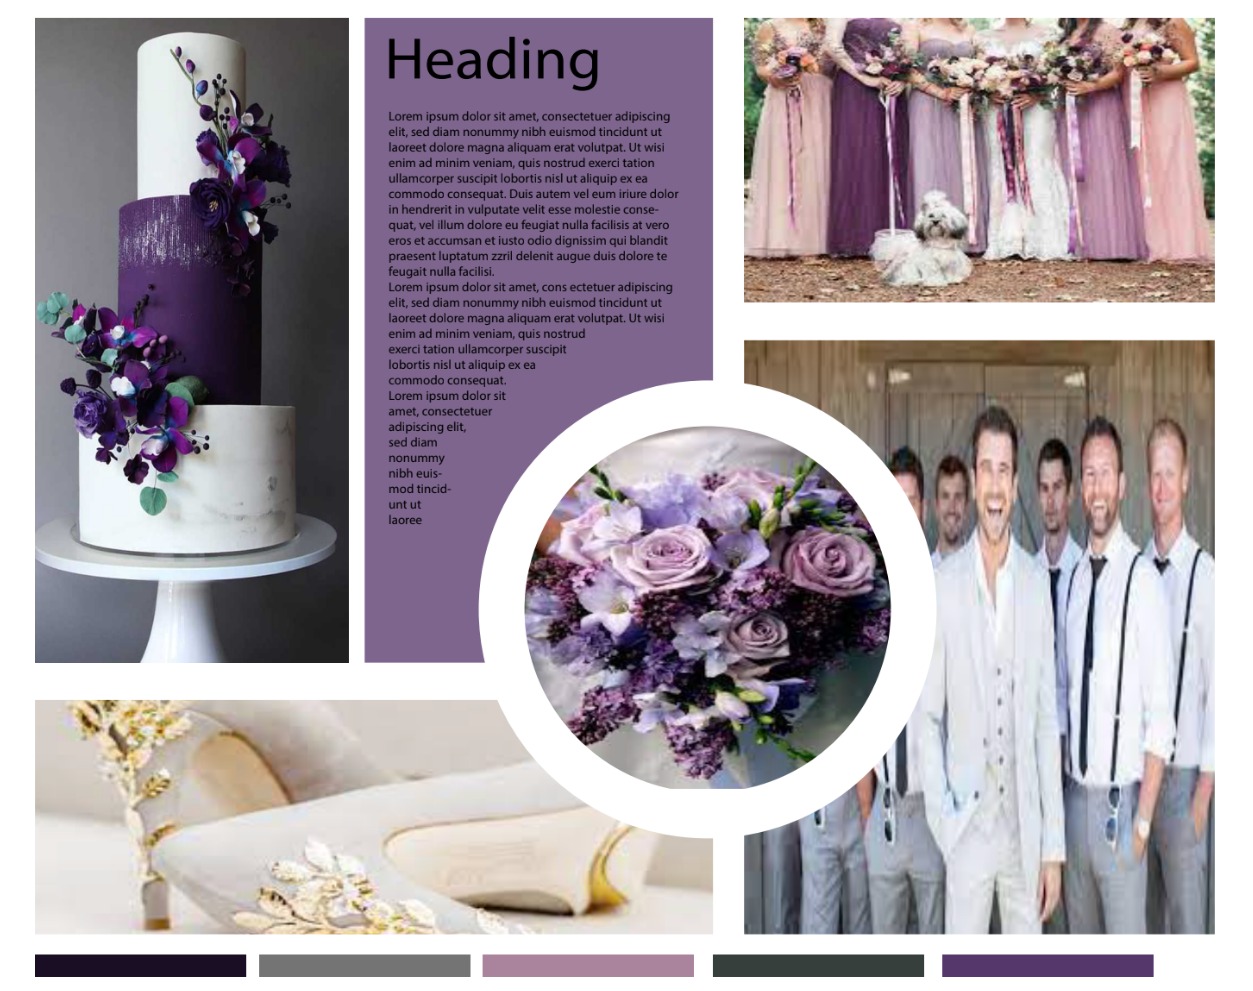 Heading
Lorem ipsum dolor sit amet, consectetuer adipiscing
elit, sed diam nonummy nibh euismod tincidunt ut
laoreet dolore magna aliquam erat volutpat. Ut wisi
enim ad minim veniam, quis nostrud exerci tation
ullamcorper suscipit lobortis nisl ut aliquip ex ea
commodo consequat. Duis autem vel eum iriure dolor
in hendrerit in vulputate velit esse molestie conse-
quat, vel illum dolore eu feugiat nulla facilisis at vero
eros et accumsan et iusto odio dignissim qui blandit
praesent luptatum zzril delenit augue duis dolore te
feugait nulla facilisi.
Lorem ipsum dolor sit amet, cons ectetuer adipiscing
elit, sed diam nonummy nibh euismod tincidunt ut
laoreet dolore magna aliquam erat volutpat. Ut wisi
enim ad minim veniam, quis nostrud
exerci tation ullamcorper suscipit
lobortis nisl ut aliquip ex ea
commodo consequat.
Lorem ipsum dolor sit
amet, consectetuer
adipiscing elit,
sed diam
nonummy
nibh euis-
mod tincid-
unt ut
laoree